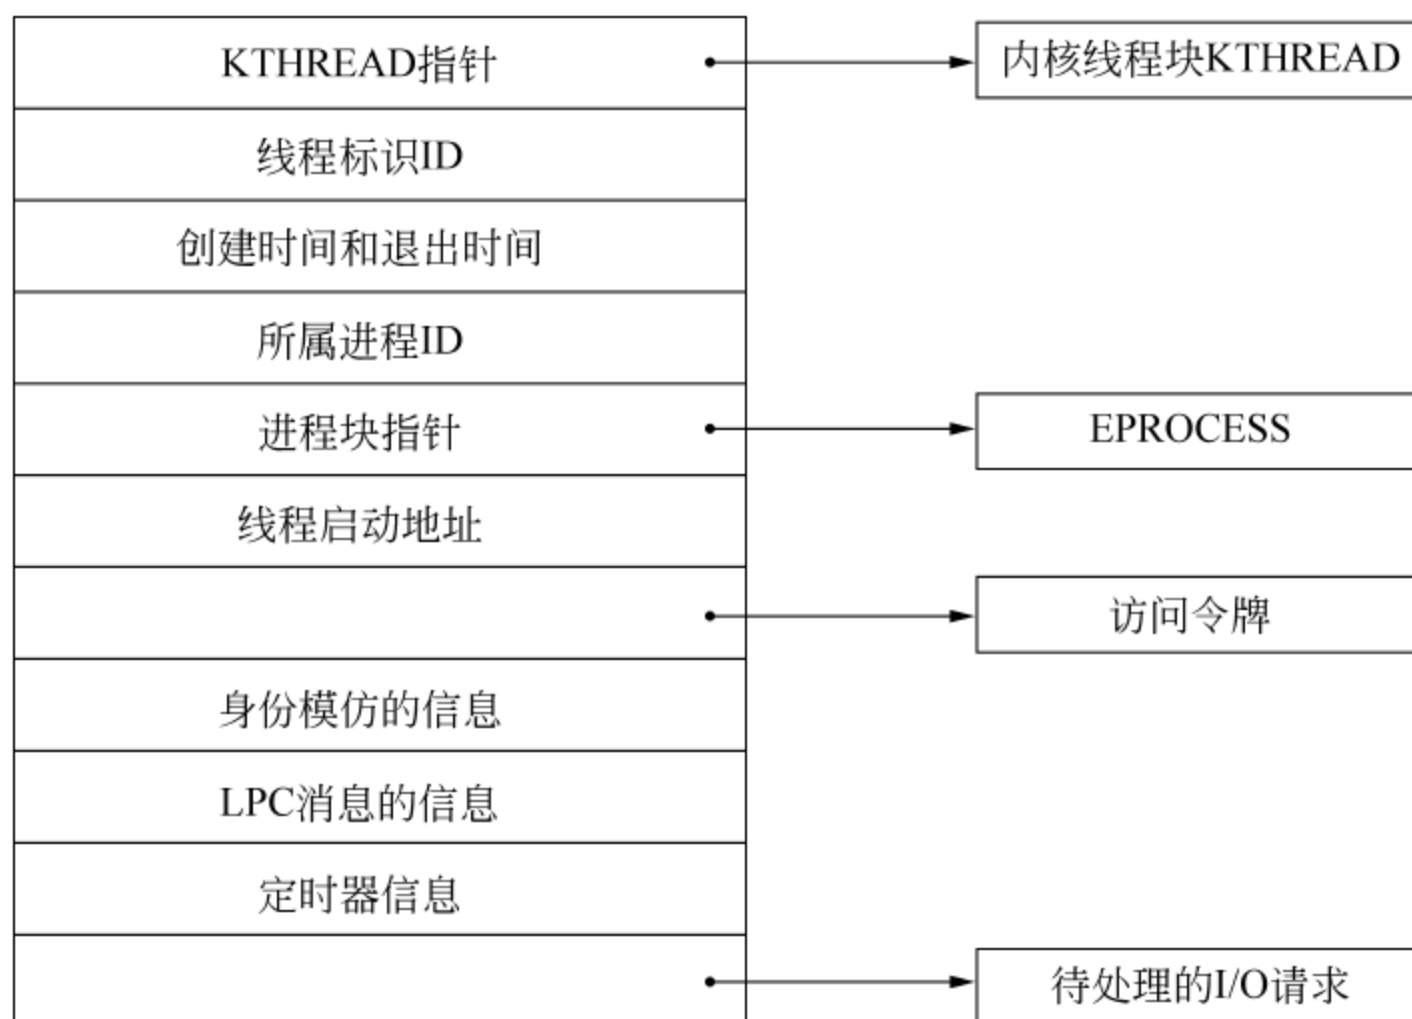 KTHREAD指针
内核线程块KTHREAD
线程标识ID
创建时间和退出时间
所属进程ID
进程块指针
EPROCESS
线程启动地址
访问令牌
身份模仿的信息
LPC消息的信息
定时器信息
待处理的I/O请求